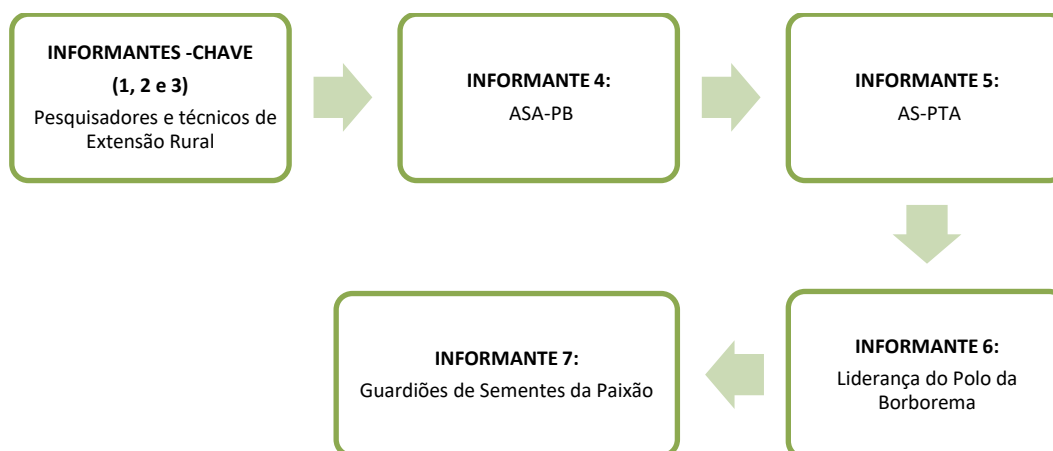 INFORMANTES -CHAVE
(1, 2 e 3)
Pesquisadores e técnicos de
Extensão Rural
INFORMANTE 4:
ASA-PB
INFORMANTE 5:
AS-PTA
INFORMANTE 6:
Liderança do Polo da
Borborema
INFORMANTE 7:
Guardiões de Sementes da Paixão